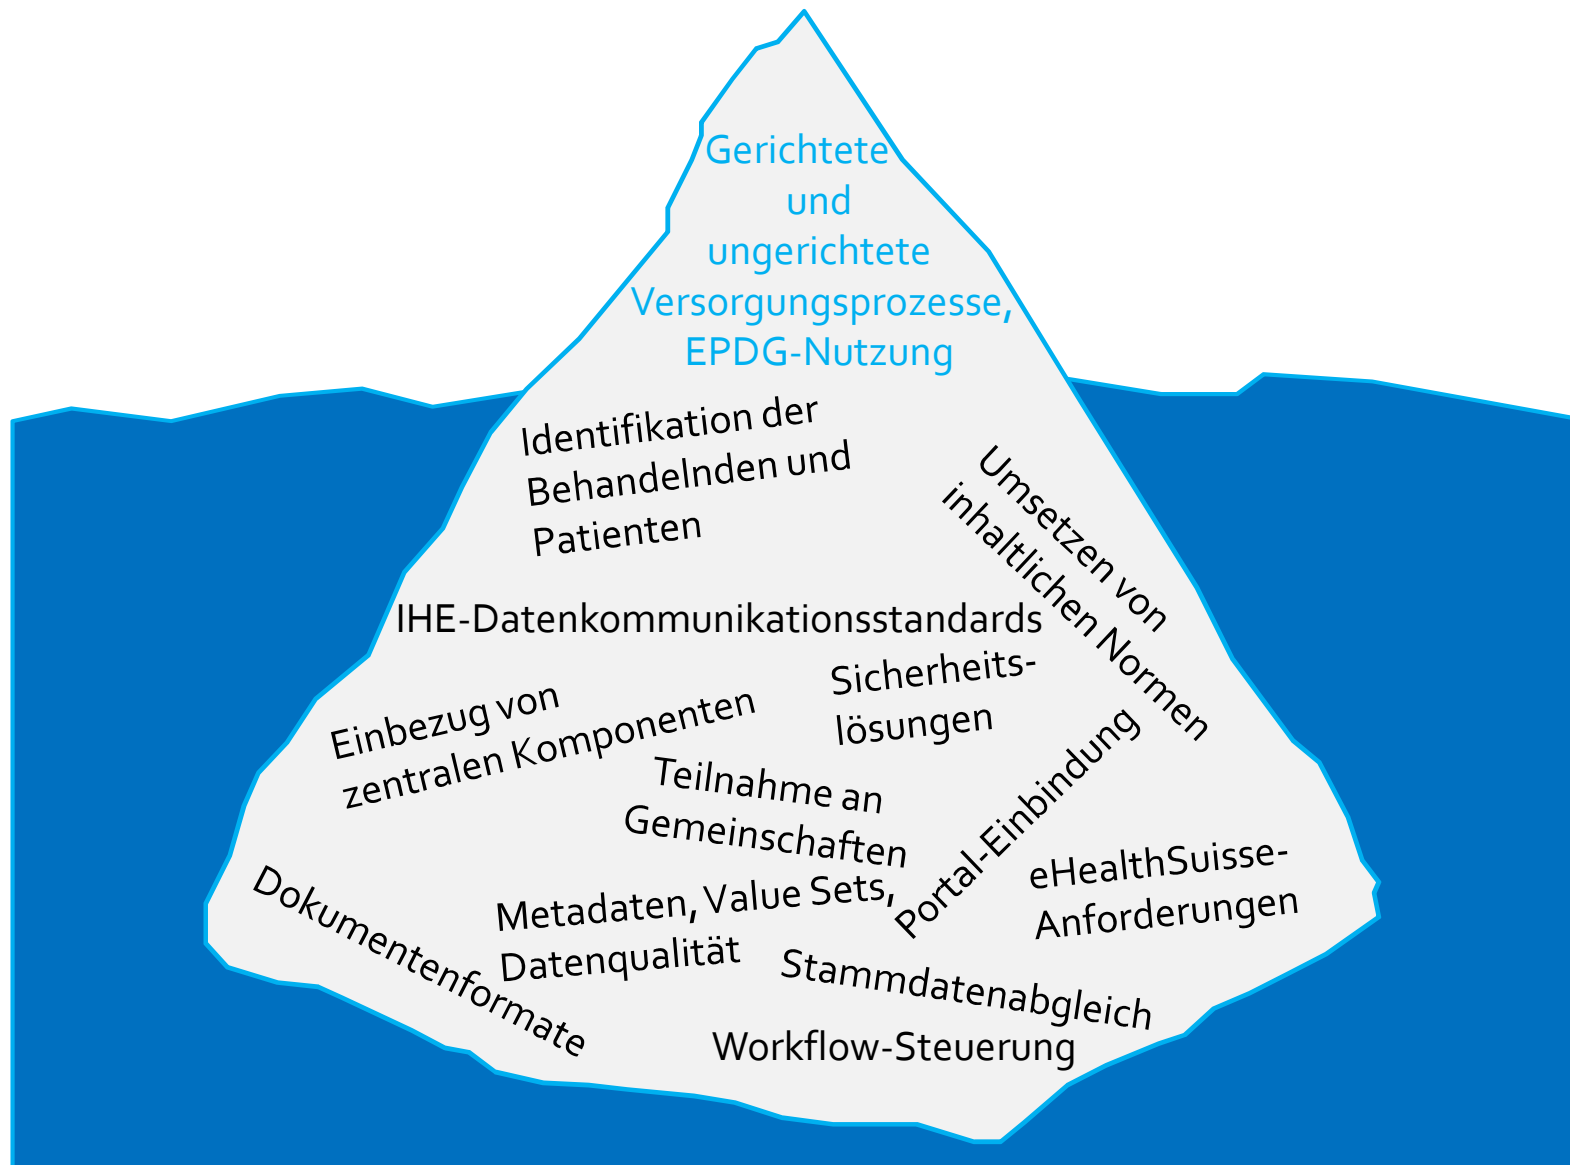 Gerichtete
und
ungerichtete
Versorgungsprozesse,
EPDG-Nutzung
Identifikation der
Behandelnden und
Patienten
Umsetzen von
inhaltlichen Normen
IHE-Datenkommunikationsstandards
Sicherheits-
lösungen
Einbezug von
zentralen Komponenten
Teilnahme an
Gemeinschaften
Portal-Einbindung
eHealthSuisse-
Anforderungen
Dokumentenformate
Metadaten, Value Sets,
Datenqualität
Stammdatenabgleich
Workflow-Steuerung